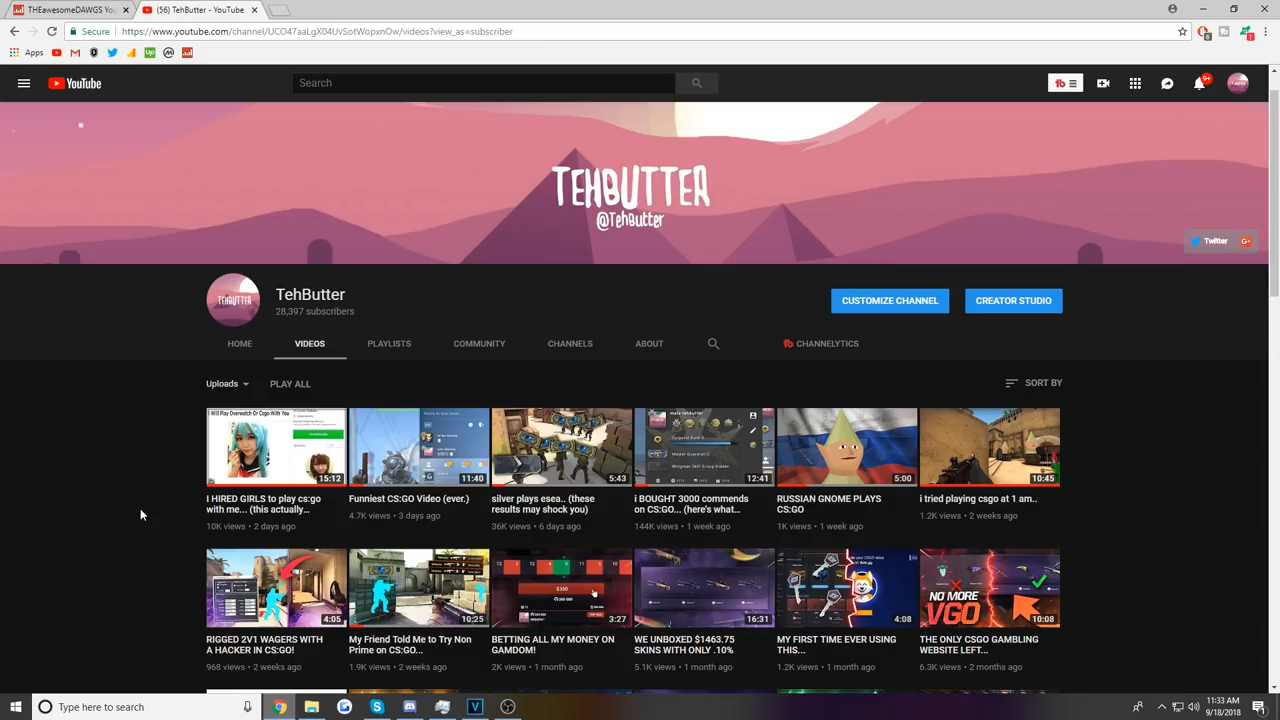 THEawesomeDAWGS Yo
(56) TehButter - YouTube
Secure
https://www.youtube.com/channel/UCO47aaLgX04UvSotWopxnOw/videos?view_as=subscriber
Apps
YouTube
Search
9+
TEHBUTTER
@TehButter
Twitter
TehButter
28,397 subscribers
CUSTOMIZE CHANNEL
CREATOR STUDIO
HOME
VIDEOS
PLAYLISTS
COMMUNITY
CHANNELS
ABOUT
CHANNELYTICS
Uploads
PLAY ALL
SORT BY
I Will Play Overwatch Or Csgo With You
15:12
11:40
5:43
12:41
5:00
10:45
I HIRED GIRLS to play cs:go
with me... (this actually...
10K views • 2 days ago
Funniest CS:GO Video (ever.)
4.7K views • 3 days ago
silver plays esea.. (these
results may shock you)
36K views • 6 days ago
i BOUGHT 3000 commends
on CS:GO... (here's what...
144K views • 1 week ago
RUSSIAN GNOME PLAYS
CS:GO
1K views • 1 week ago
i tried playing csgo at 1 am..
1.2K views • 2 weeks ago
4:05
10:25
3:27
16:31
4:08
NO MORE
VGO
10:08
RIGGED 2V1 WAGERS WITH
A HACKER IN CS:GO!
968 views • 2 weeks ago
My Friend Told Me to Try Non
Prime on CS:GO...
1.9K views • 2 weeks ago
BETTING ALL MY MONEY ON
GAMDOM!
2K views • 1 month ago
WE UNBOXED $1463.75
SKINS WITH ONLY .10%
5.1K views • 1 month ago
MY FIRST TIME EVER USING
THIS...
1.2K views • 1 month ago
THE ONLY CSGO GAMBLING
WEBSITE LEFT...
6.3K views • 2 months ago
Type here to search
11:33 AM
9/18/2018